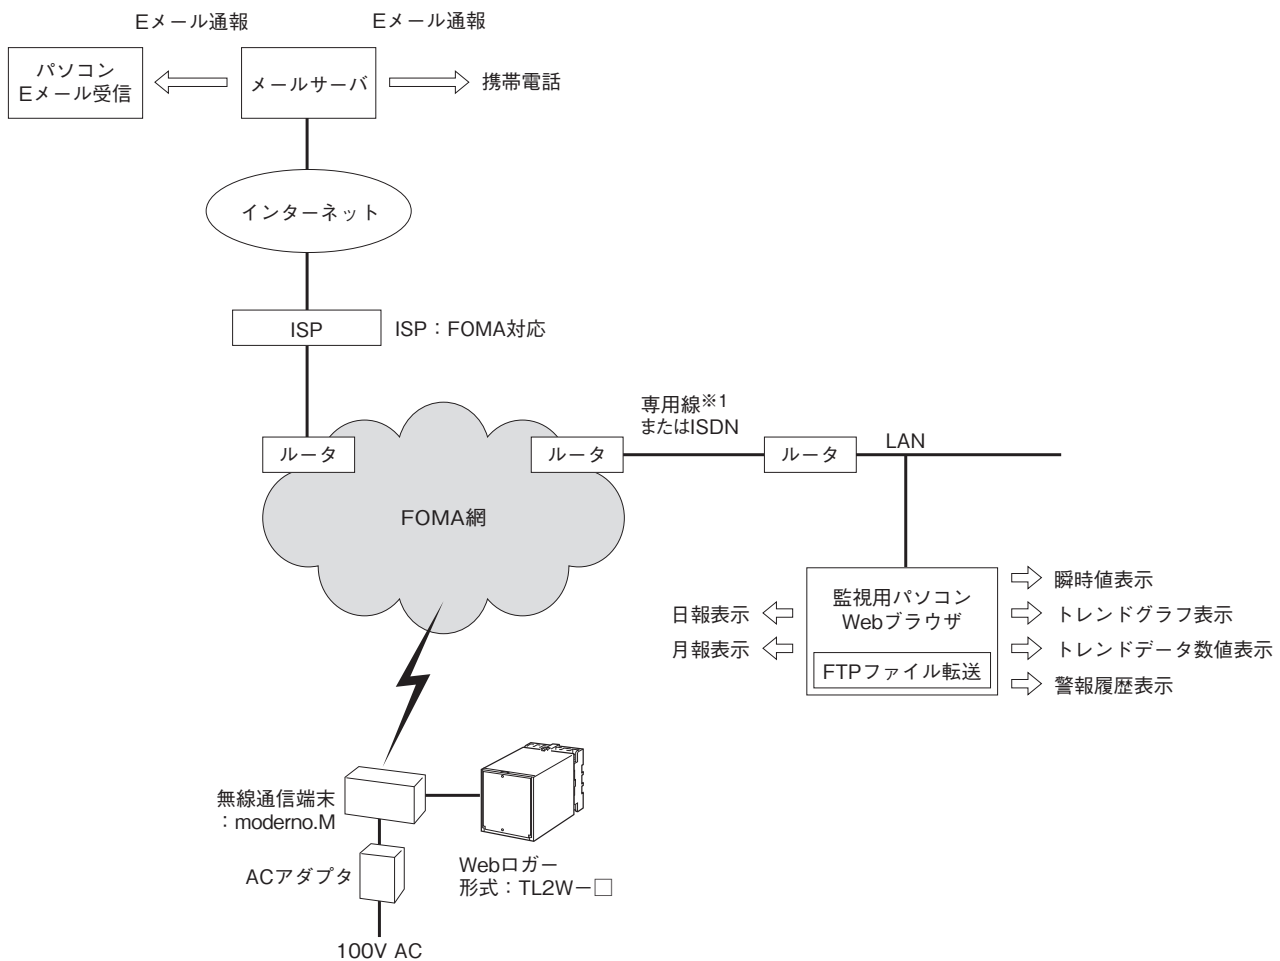 Eメール通報
Eメール通報
パソコン
Eメール受信
メールサーバ
携帯電話
インターネット
ISP
ISP：FOMA対応
専用線※1
またはISDN
ルータ
ルータ
ルータ
LAN
FOMA網
監視用パソコン
Webブラウザ
FTPファイル転送
日報表示
月報表示
瞬時値表示
トレンドグラフ表示
トレンドデータ数値表示
警報履歴表示
無線通信端末
：moderno.M
ACアダプタ
Webロガー
形式：TL2W－□
100V AC